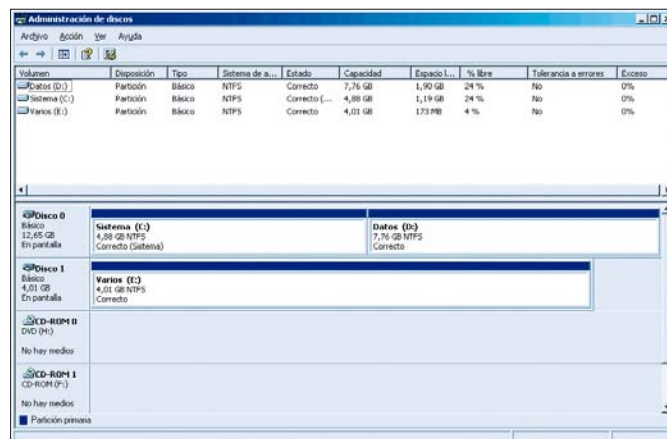 Administración de discos
Archivo Acción Ver Ayuda
Volumen Disposición Tipo Sistema de a... Estado Capacidad Espacio l... % libre Tolerancia a errores Exceso
Datos (D:) Partición Básico NTFS Correcto 7,76 GB 1,90 GB 24 % No 0%
Sistema (C:) Partición Básico NTFS Correcto (... 4,88 GB 1,19 GB 24 % No 0%
Varios (E:) Partición Básico NTFS Correcto 4,01 GB 173 MB 4 % No 0%
Disco 0
Básico
12,65 GB
En pantalla
Sistema (C:)
4,88 GB NTFS
Correcto (Sistema)
Datos (D:)
7,76 GB NTFS
Correcto
Disco 1
Básico
4,01 GB
En pantalla
Varios (E:)
4,01 GB NTFS
Correcto
CD-ROM 0
DVD (H:)
No hay medios
CD-ROM 1
CD-ROM (F:)
No hay medios
Partición primaria